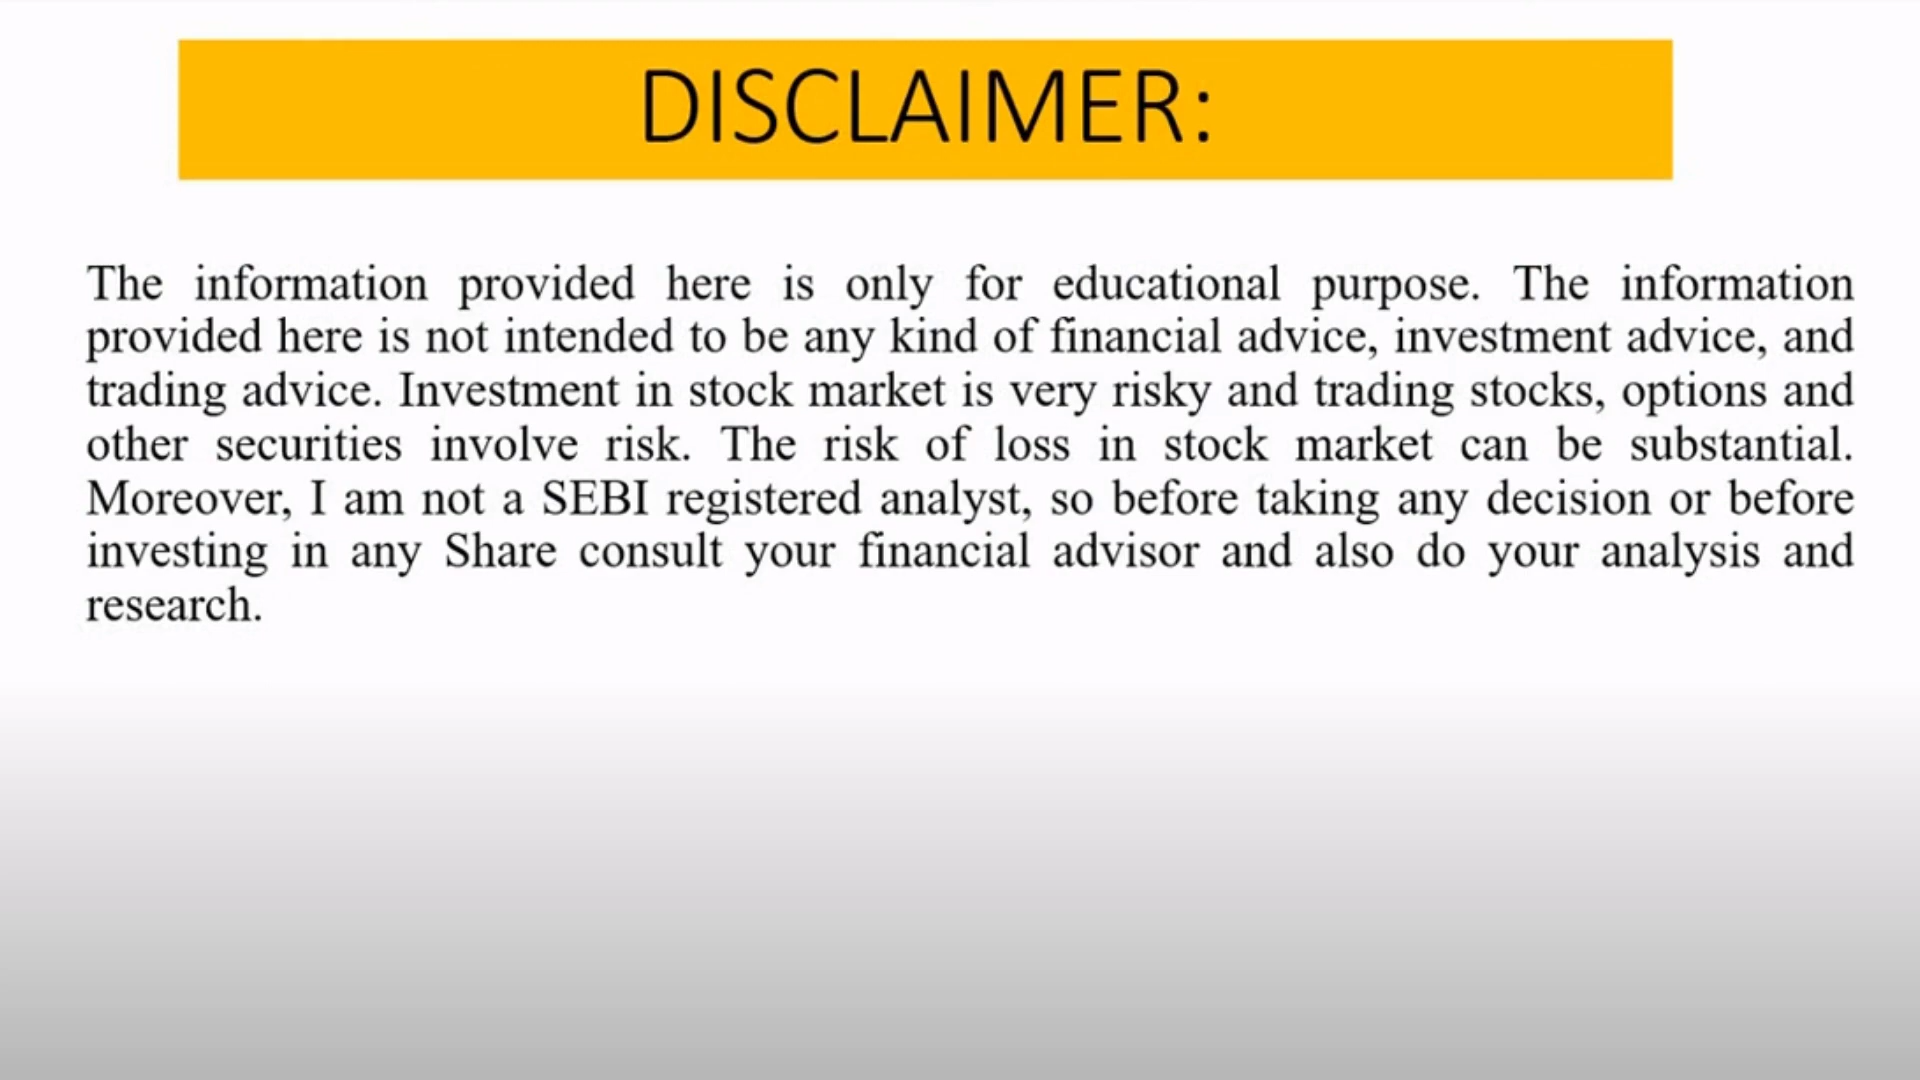 DISCLAIMER:
The information provided here is only for educational purpose. The information
provided here is not intended to be any kind of financial advice, investment advice, and
trading advice. Investment in stock market is very risky and trading stocks, options and
other securities involve risk. The risk of loss in stock market can be substantial.
Moreover, I am not a SEBI registered analyst, so before taking any decision or before
investing in any Share consult your financial advisor and also do your analysis and
research.